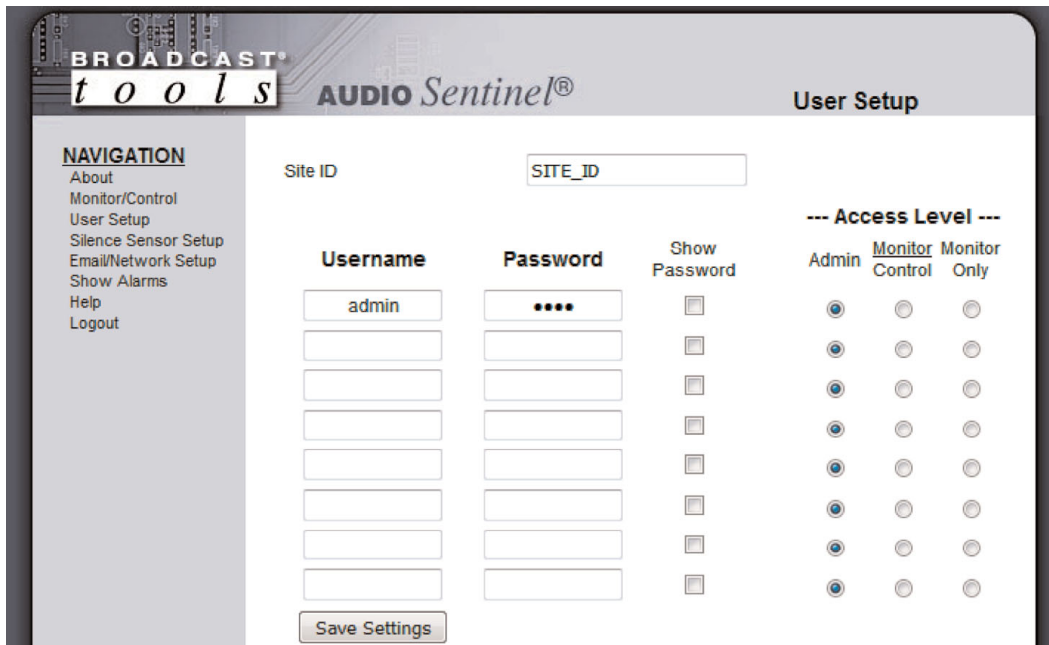 BROADCAST®
tools
AUDIO Sentinel®
User Setup
NAVIGATION
About
Monitor/Control
User Setup
Silence Sensor Setup
Email/Network Setup
Show Alarms
Help
Logout
Site ID
SITE_ID
--- Access Level ---
Username
Password
Show
Password
Admin
Monitor
Control
Monitor
Only
admin
••••
Save Settings